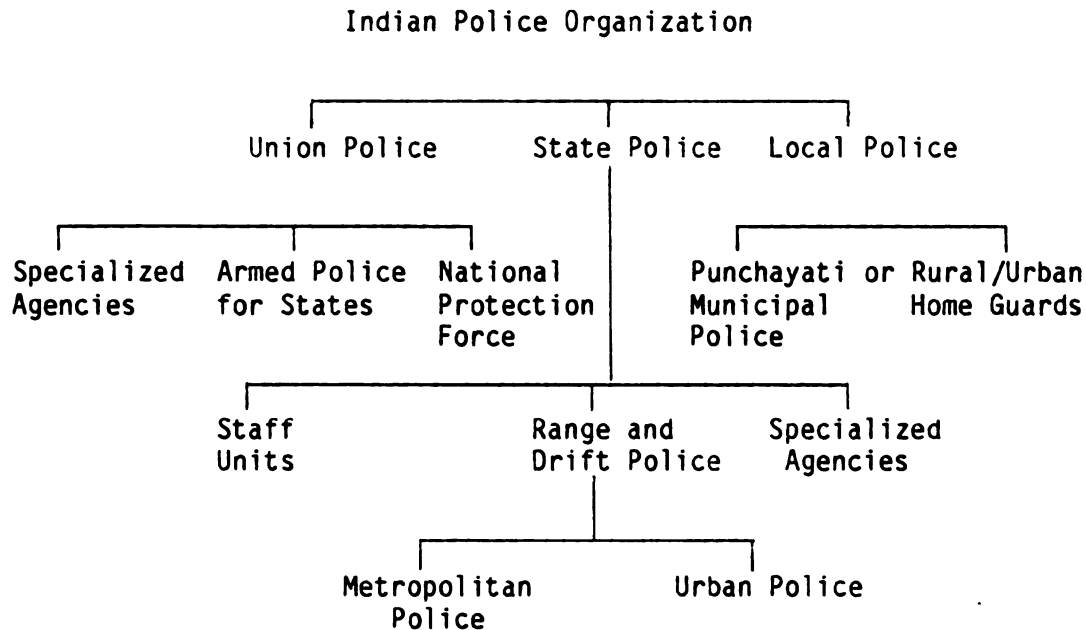 Indian Police Organization
Union Police
State Police
Local Police
Specialized
Agencies
Armed Police
for States
National
Protection
Force
Punchayati or
Municipal
Police
Rural/Urban
Home Guards
Staff
Units
Range and
Drift Police
Specialized
Agencies
Metropolitan
Police
Urban Police